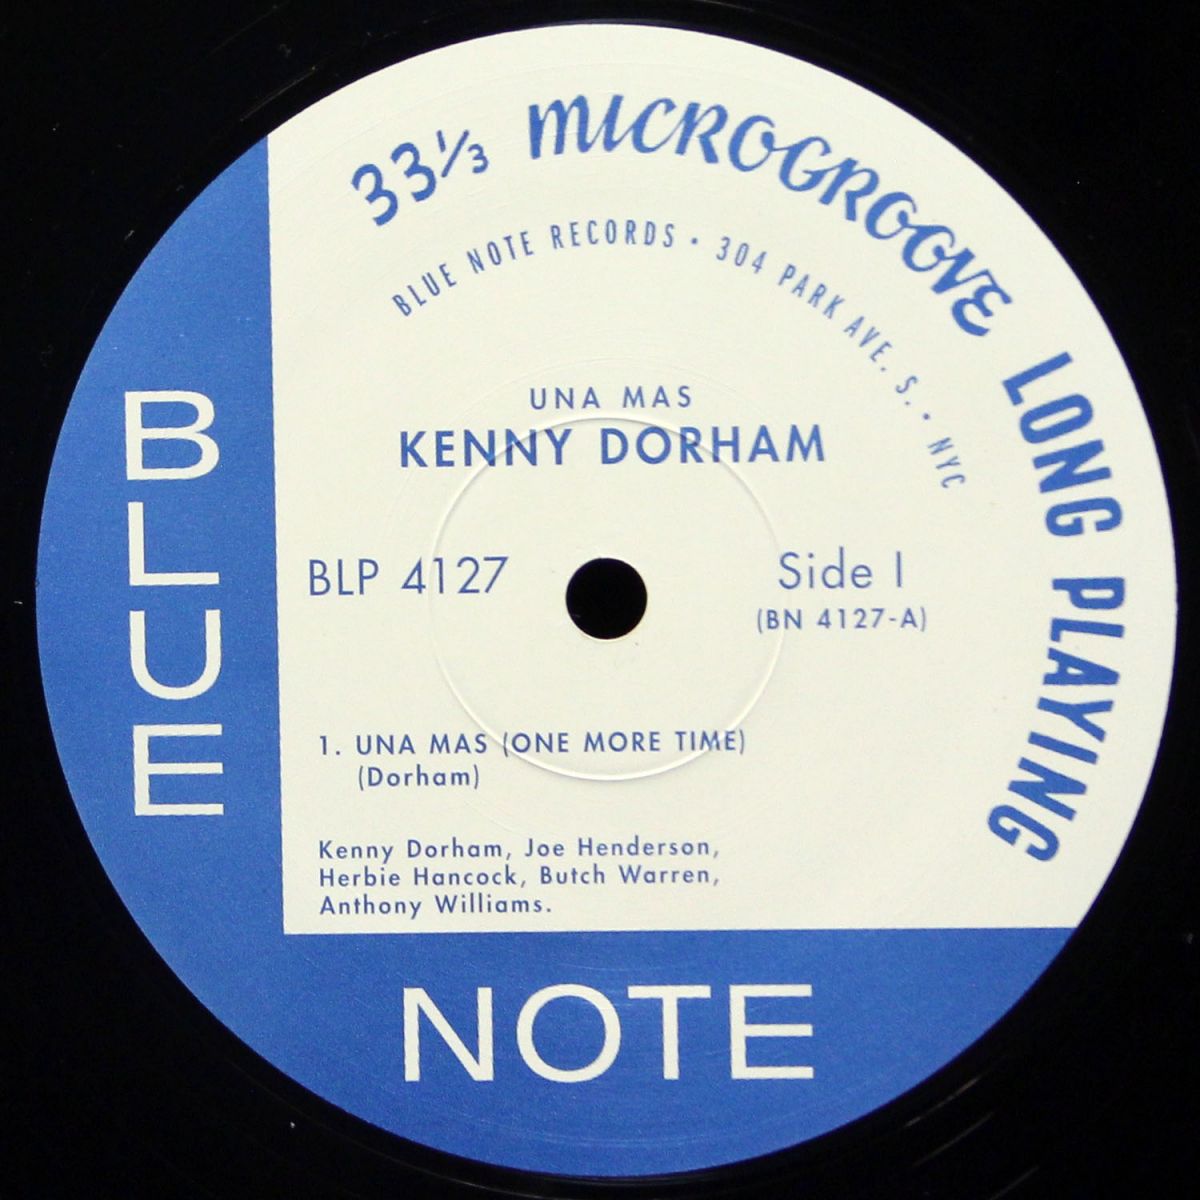 33⅓ MICROGROOVE LONG PLAYING
BLUE NOTE RECORDS · 304 PARK AVE. S. · NYC
UNA MAS
KENNY DORHAM
BLP 4127
Side I
(BN 4127-A)
1. UNA MAS (ONE MORE TIME)
(Dorham)
Kenny Dorham, Joe Henderson,
Herbie Hancock, Butch Warren,
Anthony Williams.
BLUE
NOTE